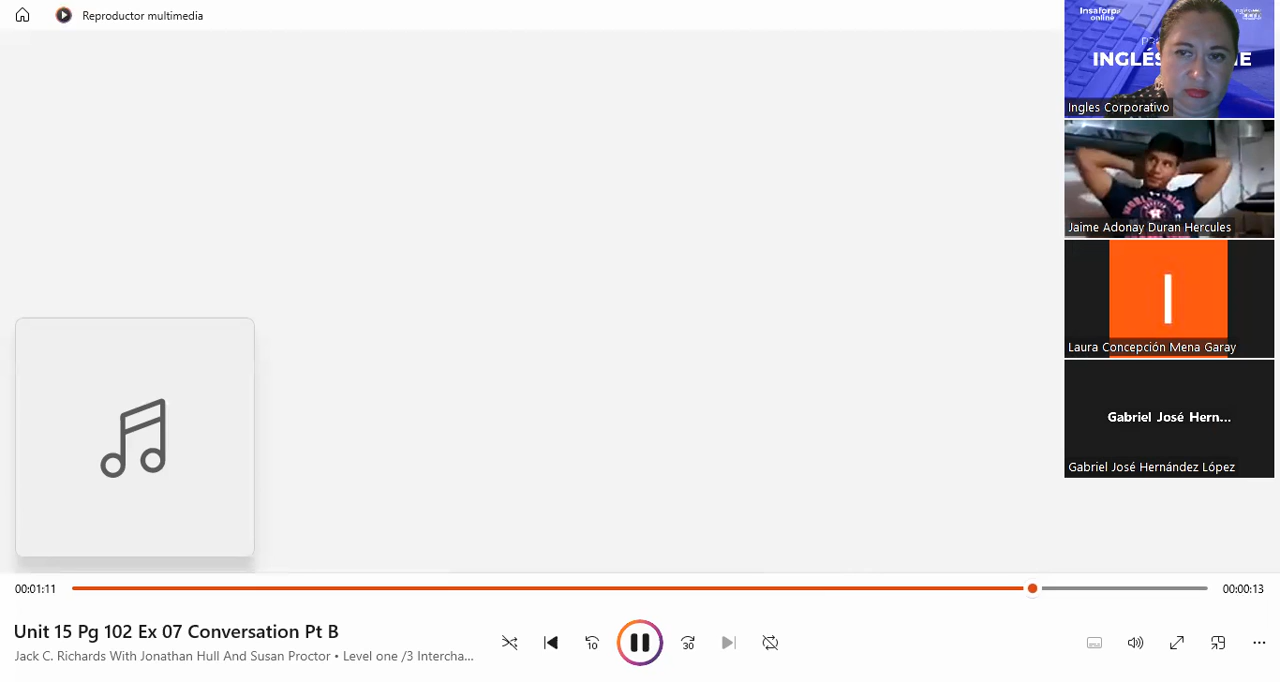 Reproductor multimedia
Insaforp
online
INGLÉS
E
Ingles Corporativo
Jaime Adonay Duran Hercules
I
Laura Concepción Mena Garay
Gabriel José Hern...
Gabriel José Hernández López
00:01:11
00:00:13
Unit 15 Pg 102 Ex 07 Conversation Pt B
Jack C. Richards With Jonathan Hull And Susan Proctor • Level one /3 Intercha...
10
30